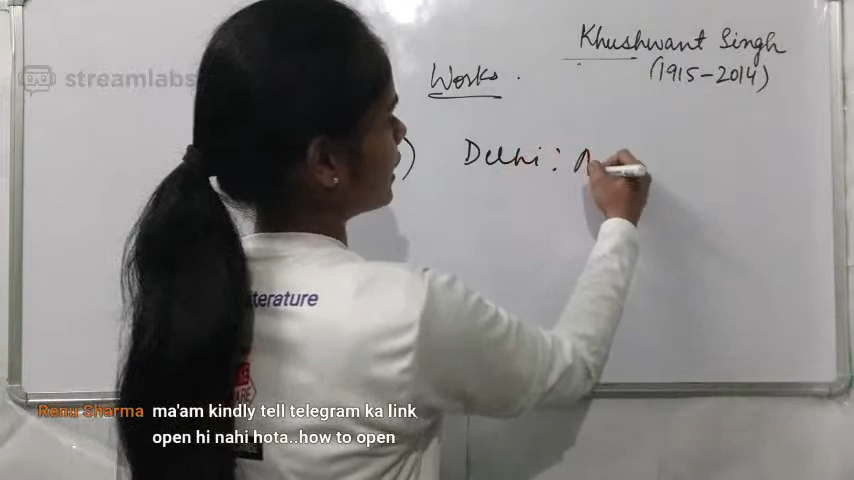 streamlabs
Khushwant Singh
(1915-2014)
Works.
) Delhi:
terature
Renu Sharma ma'am kindly tell telegram ka link
open hi nahi hota..how to open